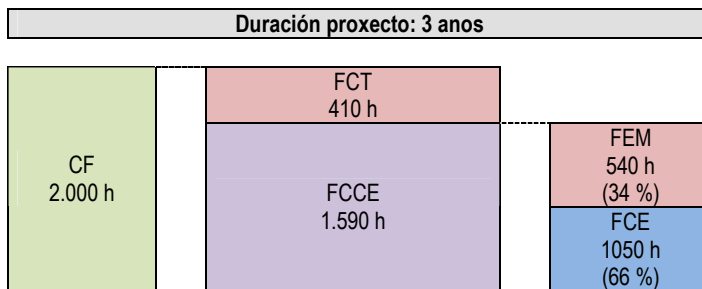 Duración proxecto: 3 anos
CF
2.000 h
FCT
410 h
FCCE
1.590 h
FEM
540 h
(34 %)
FCE
1050 h
(66 %)